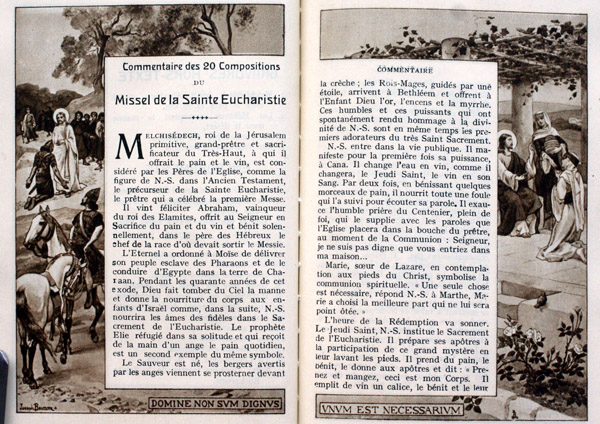 Commentaire des 20 Compositions
DU
Missel de la Sainte Eucharistie
MELCHISÉDECH, roi de la Jérusalem
primitive, grand-prêtre et sacri-
ficateur du Très-Haut, à qui il
offrait le pain et le vin, est con-
sidéré par les Pères de l'Eglise, comme la
figure de N.-S. dans l'Ancien Testament,
le précurseur de la Sainte Eucharistie,
le prêtre qui a célébré la première Messe.
Il vint féliciter Abraham, vainqueur
du roi des Elamites, offrit au Seigneur en
Sacrifice du pain et du vin et bénit solen-
nellement, dans le père des Hébreux le
chef de la race d'où devait sortir le Messie.
L'Eternel a ordonné à Moïse de délivrer
son peuple esclave des Pharaons et de le
conduire d'Egypte dans la terre de Cha-
naan. Pendant les quarante années de cet
exode, Dieu fait tomber du Ciel la manne
et donne la nourriture du corps aux en-
fants d'Israël comme, dans la suite, N.-S.
nourrira les âmes des fidèles dans le Sa-
crement de l'Eucharistie. Le prophète
Elie réfugié dans sa solitude et qui reçoit
de la main d'un ange le pain quotidien,
est un second exemple du même symbole.
Le Sauveur est né, les bergers avertis
par les anges viennent se prosterner devant
DOMINE NON SVM DIGNVS
COMMENTAIRE
la crèche ; les Rois-Mages, guidés par une
étoile, arrivent à Bethléem et offrent à
l'Enfant Dieu l'or, l'encens et la myrrhe.
Ces humbles et ces puissants qui ont
spontanément rendu hommage à la divi-
nité de N.-S. sont en même temps les pre-
miers adorateurs du très Saint Sacrement.
N.-S. entre dans la vie publique. Il ma-
nifeste pour la première fois sa puissance,
à Cana. Il change l'eau en vin, comme il
changera, le Jeudi Saint, le vin en son
Sang. Par deux fois, en bénissant quelques
morceaux de pain, il nourrit toute une foule
qui l'a suivi pour écouter sa parole. Il exau-
ce l'humble prière du Centenier, plein de
foi, qui le supplie avec les paroles que
l'Eglise placera dans la bouche du prêtre,
au moment de la Communion : Seigneur,
je ne suis pas digne que vous entriez dans
ma maison...
Marie, sœur de Lazare, en contempla-
tion aux pieds du Christ, symbolise la
communion spirituelle. « Une seule chose
est nécessaire, répond N.-S. à Marthe, Ma-
rie a choisi la meilleure part qui ne lui sera
point ôtée. »
L'heure de la Rédemption va sonner.
Le Jeudi Saint, N.-S. institue le Sacrement
de l'Eucharistie. Il prépare ses apôtres à
la participation de ce grand mystère en
leur lavant les pieds. Il prend du pain, le
bénit, le donne aux apôtres et dit : « Pre-
nez et mangez, ceci est mon Corps. Il
emplit de vin un calice, le bénit et le leur
VNVM EST NECESSARIVM